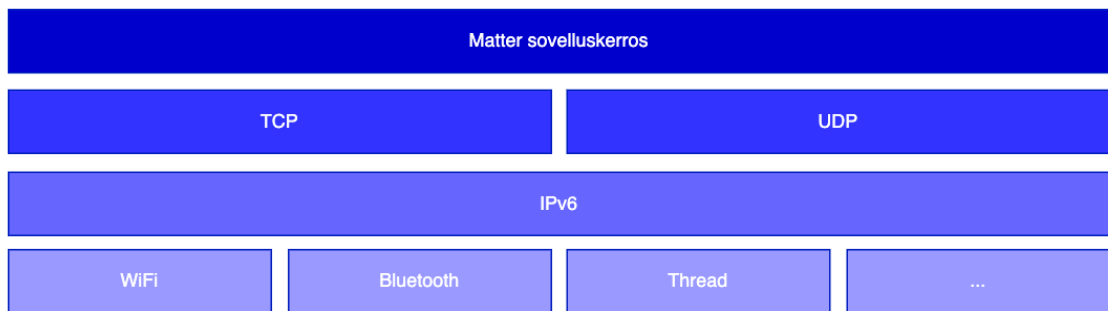 Matter sovelluskerros
TCP
UDP
IPv6
WiFi
Bluetooth
Thread
...